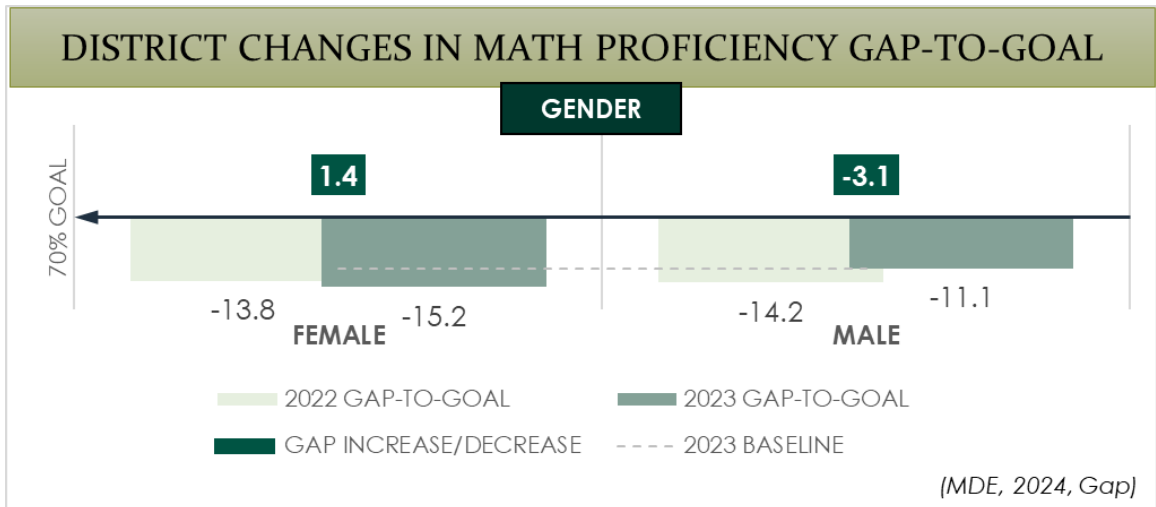 DISTRICT CHANGES IN MATH PROFICIENCY GAP-TO-GOAL
GENDER
70% GOAL
1.4
-3.1
-13.8
-15.2
-14.2
-11.1
FEMALE
MALE
2022 GAP-TO-GOAL
2023 GAP-TO-GOAL
GAP INCREASE/DECREASE
2023 BASELINE
(MDE, 2024, Gap)